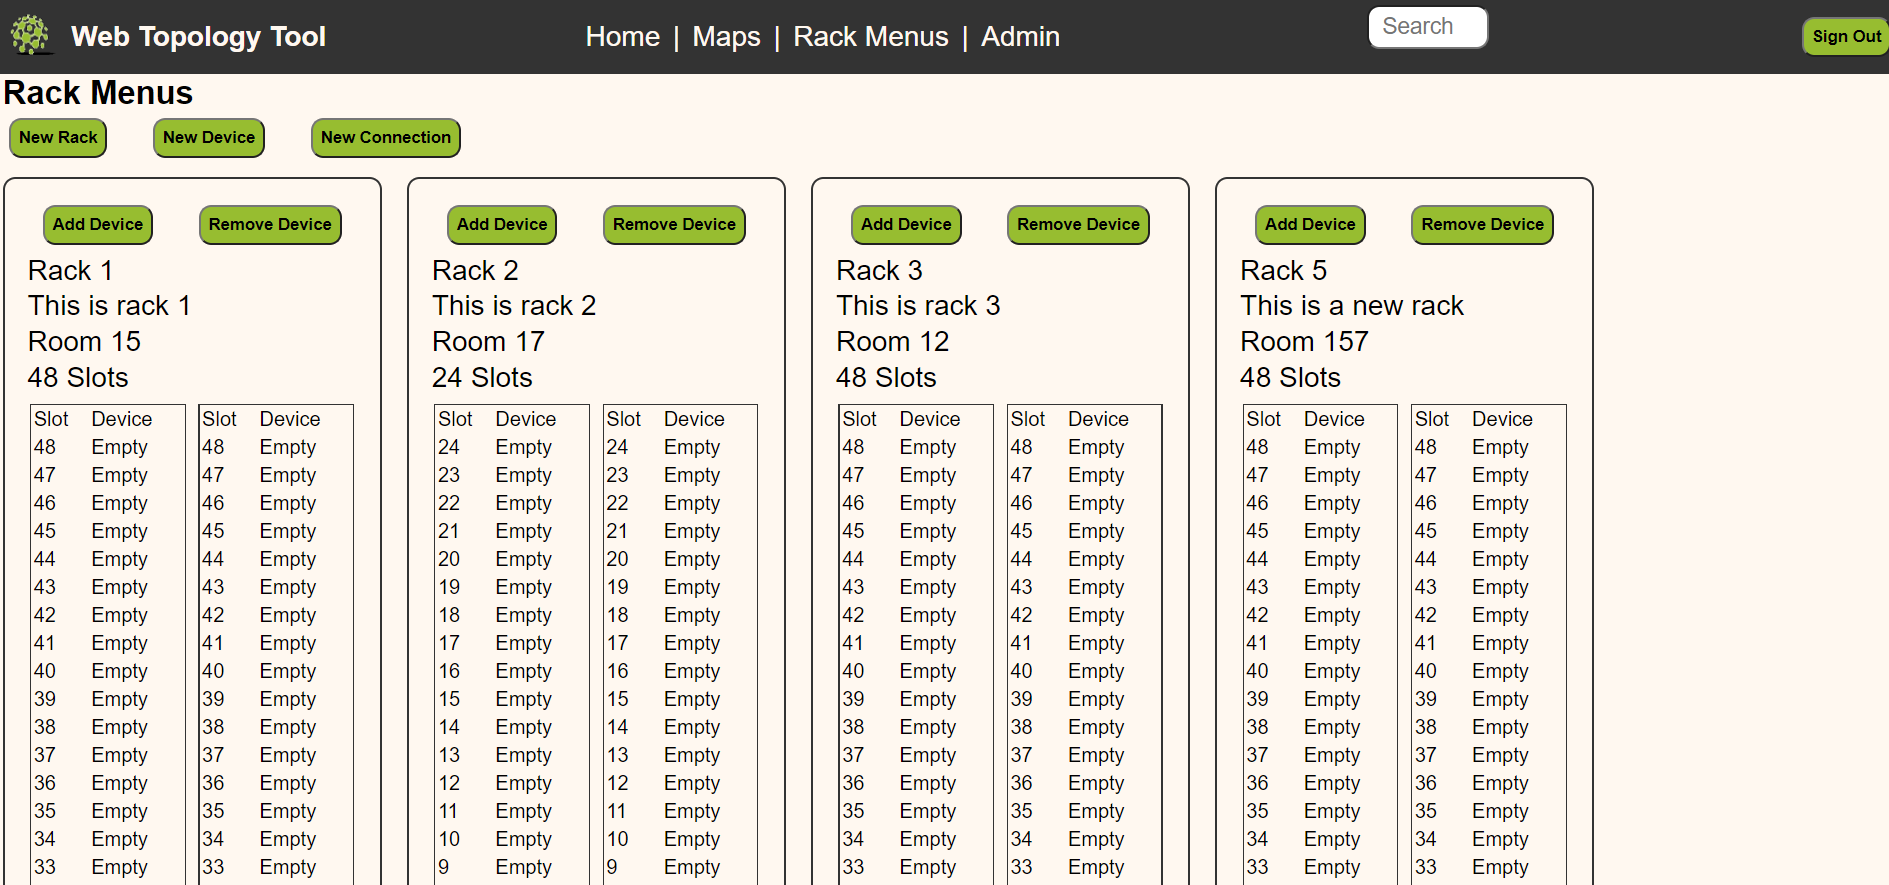 Web Topology Tool Home | Maps | Rack Menus | Admin Search Sign Out
Rack Menus
New Rack New Device New Connection
Add Device Remove Device Add Device Remove Device Add Device Remove Device Add Device Remove Device
Rack 1 Rack 2 Rack 3 Rack 5
This is rack 1 This is rack 2 This is rack 3 This is a new rack
Room 15 Room 17 Room 12 Room 157
48 Slots 24 Slots 48 Slots 48 Slots
Slot Device Slot Device Slot Device Slot Device Slot Device Slot Device Slot Device Slot Device
48 Empty 48 Empty 24 Empty 24 Empty 48 Empty 48 Empty 48 Empty 48 Empty
47 Empty 47 Empty 23 Empty 23 Empty 47 Empty 47 Empty 47 Empty 47 Empty
46 Empty 46 Empty 22 Empty 22 Empty 46 Empty 46 Empty 46 Empty 46 Empty
45 Empty 45 Empty 21 Empty 21 Empty 45 Empty 45 Empty 45 Empty 45 Empty
44 Empty 44 Empty 20 Empty 20 Empty 44 Empty 44 Empty 44 Empty 44 Empty
43 Empty 43 Empty 19 Empty 19 Empty 43 Empty 43 Empty 43 Empty 43 Empty
42 Empty 42 Empty 18 Empty 18 Empty 42 Empty 42 Empty 42 Empty 42 Empty
41 Empty 41 Empty 17 Empty 17 Empty 41 Empty 41 Empty 41 Empty 41 Empty
40 Empty 40 Empty 16 Empty 16 Empty 40 Empty 40 Empty 40 Empty 40 Empty
39 Empty 39 Empty 15 Empty 15 Empty 39 Empty 39 Empty 39 Empty 39 Empty
38 Empty 38 Empty 14 Empty 14 Empty 38 Empty 38 Empty 38 Empty 38 Empty
37 Empty 37 Empty 13 Empty 13 Empty 37 Empty 37 Empty 37 Empty 37 Empty
36 Empty 36 Empty 12 Empty 12 Empty 36 Empty 36 Empty 36 Empty 36 Empty
35 Empty 35 Empty 11 Empty 11 Empty 35 Empty 35 Empty 35 Empty 35 Empty
34 Empty 34 Empty 10 Empty 10 Empty 34 Empty 34 Empty 34 Empty 34 Empty
33 Empty 33 Empty 9 Empty 9 Empty 33 Empty 33 Empty 33 Empty 33 Empty